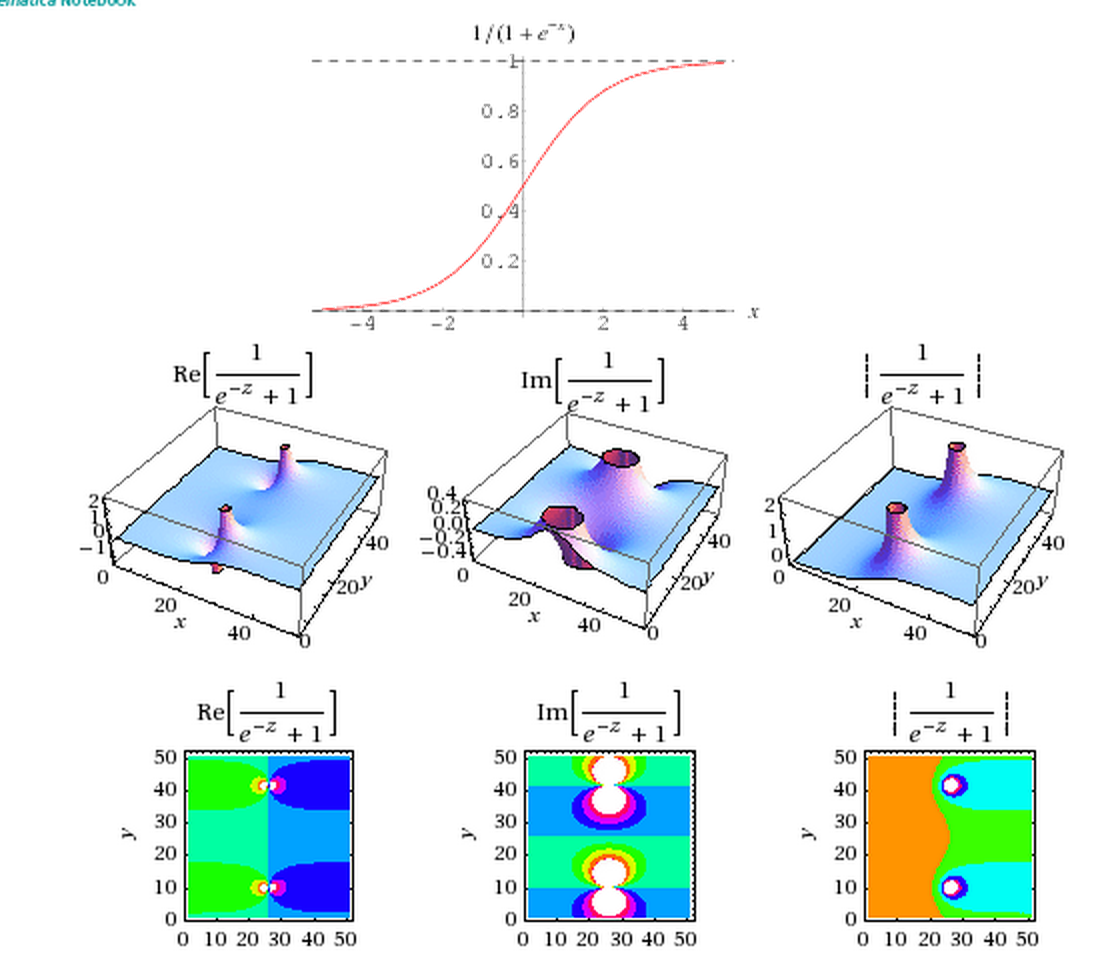 Mathematica Notebook
1/(1 + e^-x)
1
0.8
0.6
0.4
0.2
-4 -2 2 4 x
Re[1/(e^-z + 1)] Im[1/(e^-z + 1)] |1/(e^-z + 1)|
2 1 0 -1 0 20 40 x 0 20 40 y
0.4 0.2 0.0 -0.2 -0.4 0 20 40 x 0 20 40 y
2 1 0 0 20 40 x 0 20 40 y
Re[1/(e^-z + 1)] Im[1/(e^-z + 1)] |1/(e^-z + 1)|
50 50 50
40 40 40
30 30 30
y y y
20 20 20
10 10 10
0 0 0
0 10 20 30 40 50 0 10 20 30 40 50 0 10 20 30 40 50